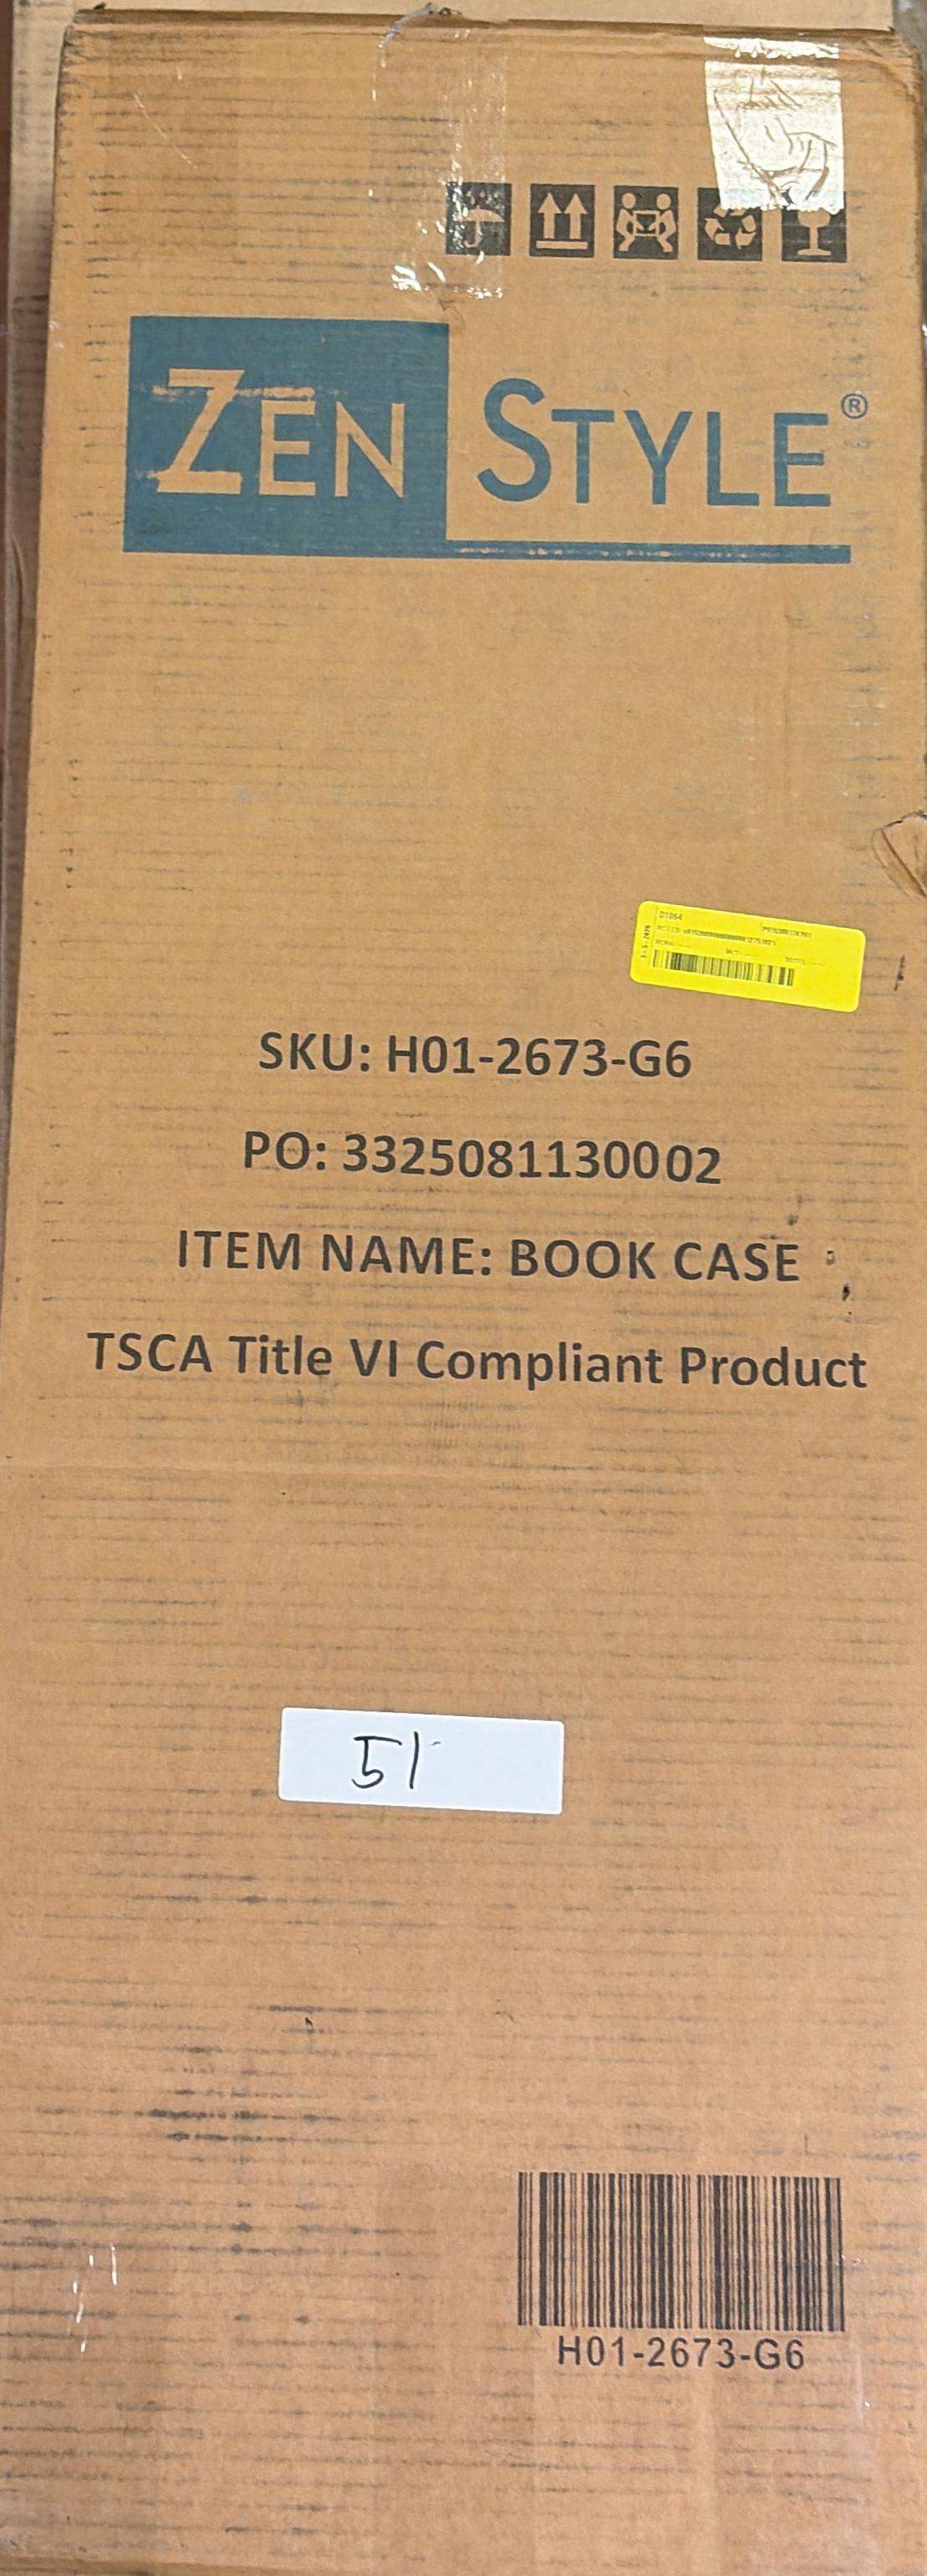 ZEN STYLE®
D1064
SKU: H01-2673-G6
PO: 3325081130002
ITEM NAME: BOOK CASE
TSCA Title VI Compliant Product
51
H01-2673-G6